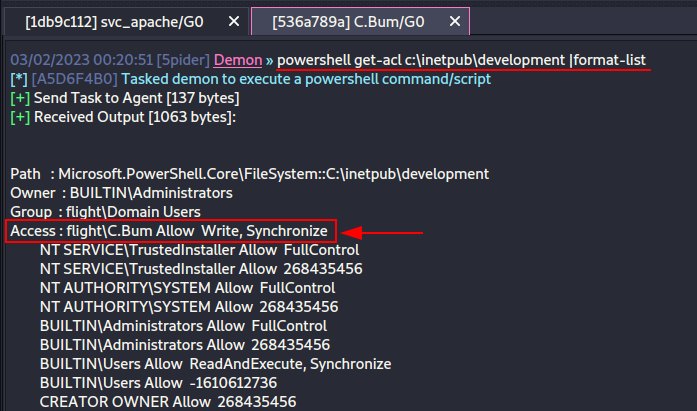 [1db9c112] svc_apache/G0 X [536a789a] C.Bum/G0 X
03/02/2023 00:20:51 [5pider] Demon » powershell get-acl c:\inetpub\development |format-list
[*] [A5D6F4B0] Tasked demon to execute a powershell command/script
[+] Send Task to Agent [137 bytes]
[+] Received Output [1063 bytes]:
Path : Microsoft.PowerShell.Core\FileSystem::C:\inetpub\development
Owner : BUILTIN\Administrators
Group : flight\Domain Users
Access : flight\C.Bum Allow Write, Synchronize
NT SERVICE\TrustedInstaller Allow FullControl
NT SERVICE\TrustedInstaller Allow 268435456
NT AUTHORITY\SYSTEM Allow FullControl
NT AUTHORITY\SYSTEM Allow 268435456
BUILTIN\Administrators Allow FullControl
BUILTIN\Administrators Allow 268435456
BUILTIN\Users Allow ReadAndExecute, Synchronize
BUILTIN\Users Allow -1610612736
CREATOR OWNER Allow 268435456